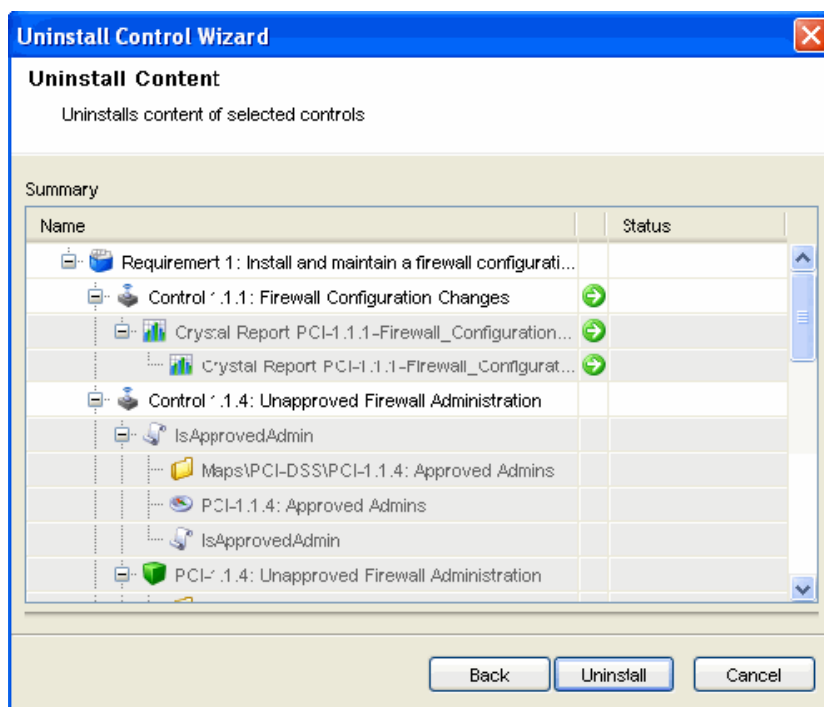 Uninstall Control Wizard
Uninstall Content
Uninstalls content of selected controls
Summary
Name Status
Requirement 1: Install and maintain a firewall configurati...
Control 1.1.1: Firewall Configuration Changes
Crystal Report PCI-1.1.1-Firewall_Configuration...
Crystal Report PCI-1.1.1-Firewall_Configurat...
Control 1.1.4: Unapproved Firewall Administration
IsApprovedAdmin
Maps\PCI-DSS\PCI-1.1.4: Approved Admins
PCI-1.1.4: Approved Admins
IsApprovedAdmin
PCI-1.1.4: Unapproved Firewall Administration
Back Uninstall Cancel